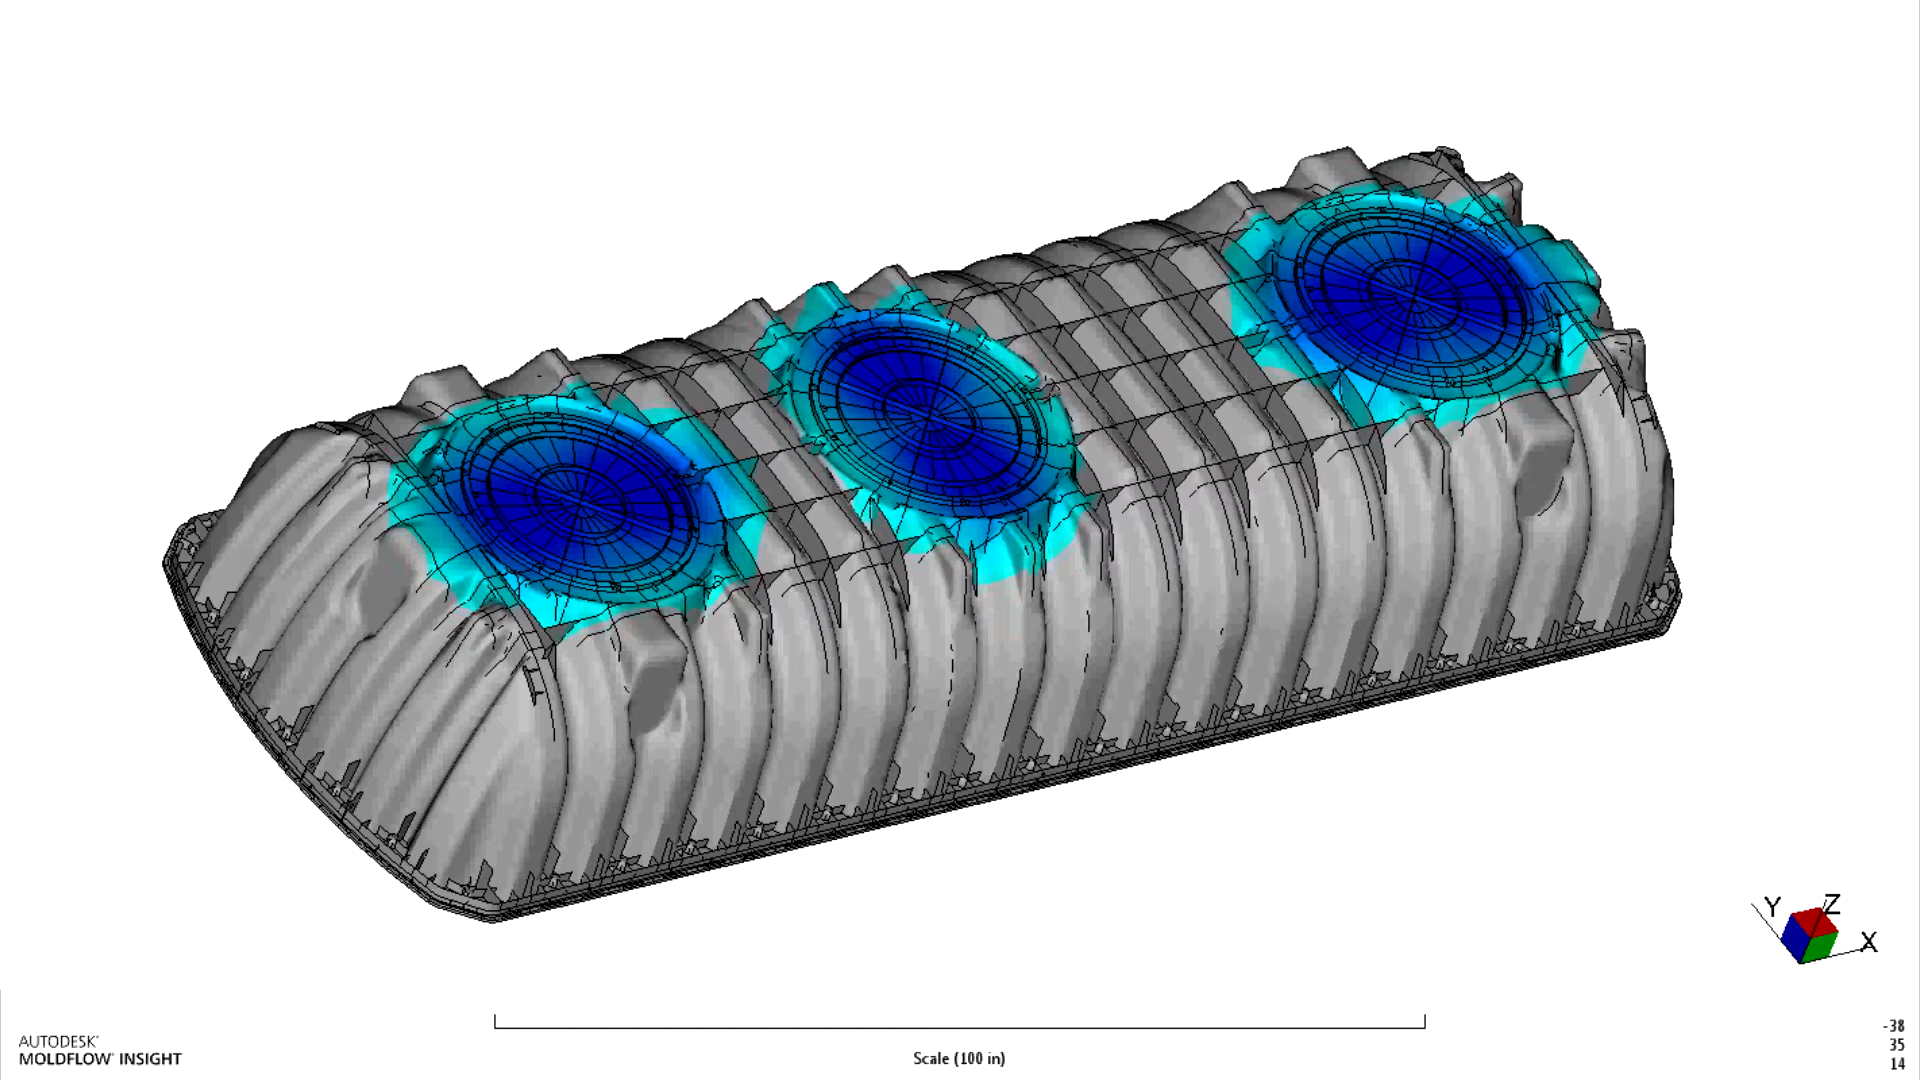 Y
Z
X
AUTODESK®
MOLDFLOW® INSIGHT
Scale (100 in)
-38
35
14